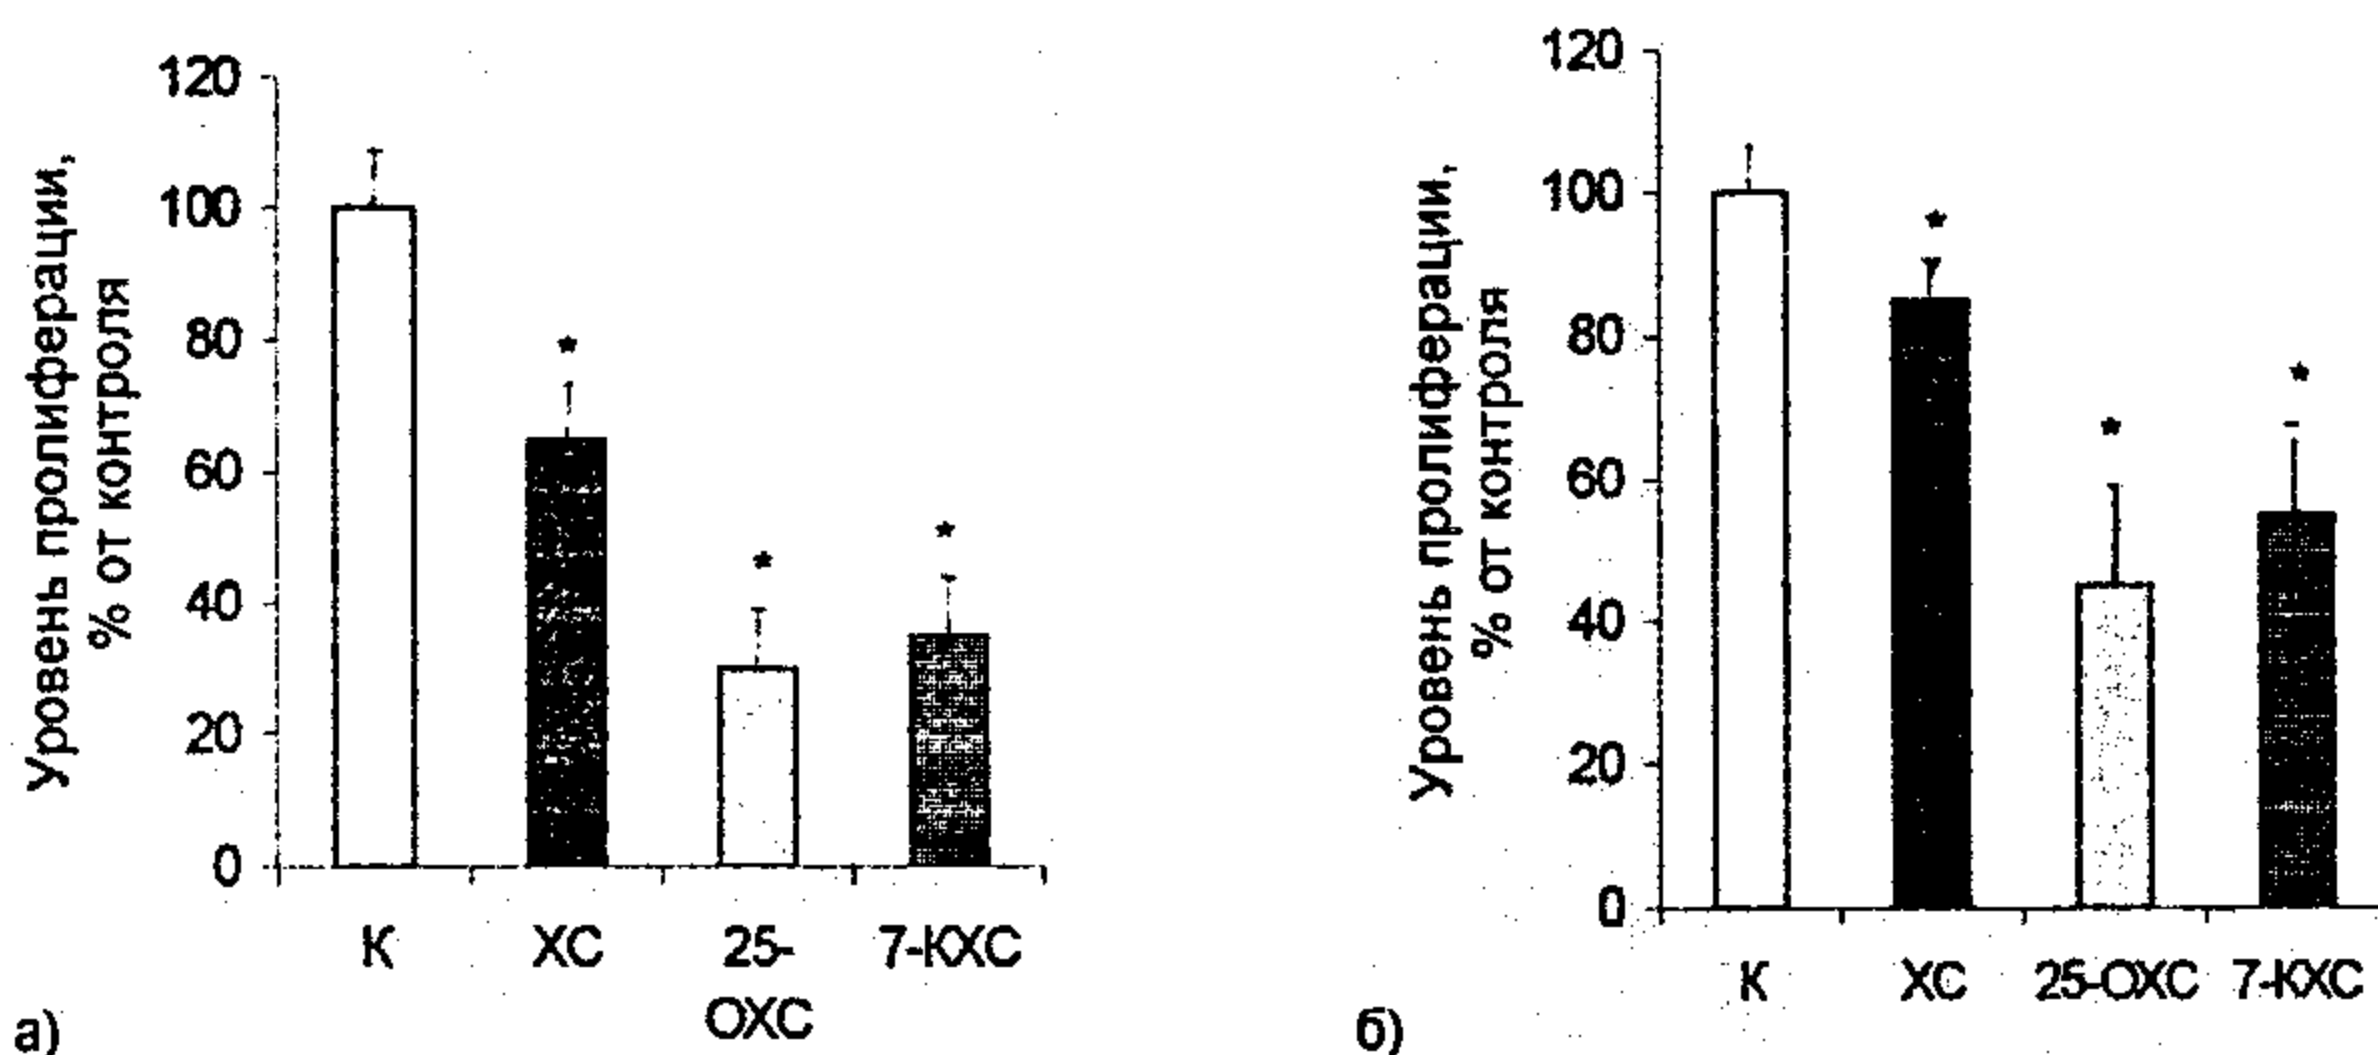 Уровень пролиферации,
% от контроля
120
100
80
60
40
20
0
*
*
*
К
ХС
25-
ОХС
7-КХС
а)
Уровень пролиферации,
% от контроля
120
100
80
60
40
20
0
*
*
*
К
ХС
25-ОХС
7-КХС
б)